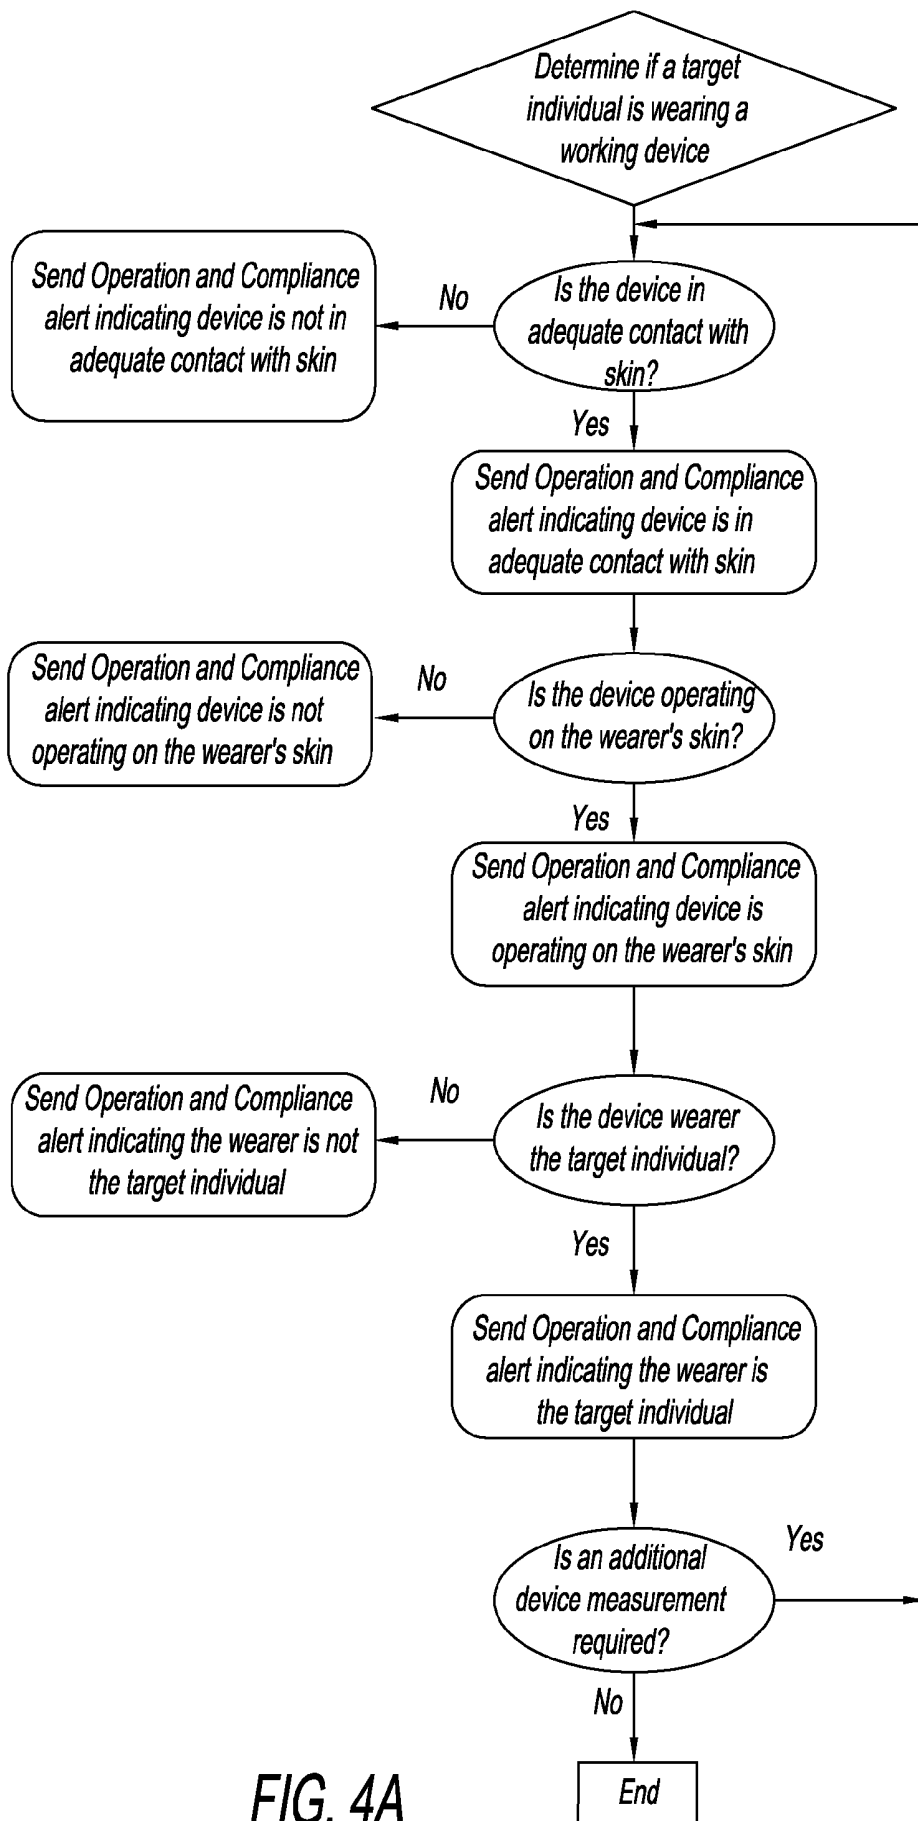 Determine if a target
individual is wearing a
working device
Send Operation and Compliance
alert indicating device is not in
adequate contact with skin
No
Is the device in
adequate contact with
skin?
Yes
Send Operation and Compliance
alert indicating device is in
adequate contact with skin
Send Operation and Compliance
alert indicating device is not
operating on the wearer's skin
No
Is the device operating
on the wearer's skin?
Yes
Send Operation and Compliance
alert indicating device is
operating on the wearer's skin
Send Operation and Compliance
alert indicating the wearer is not
the target individual
No
Is the device wearer
the target individual?
Yes
Send Operation and Compliance
alert indicating the wearer is
the target individual
Is an additional
device measurement
required?
Yes
No
End
FIG. 4A